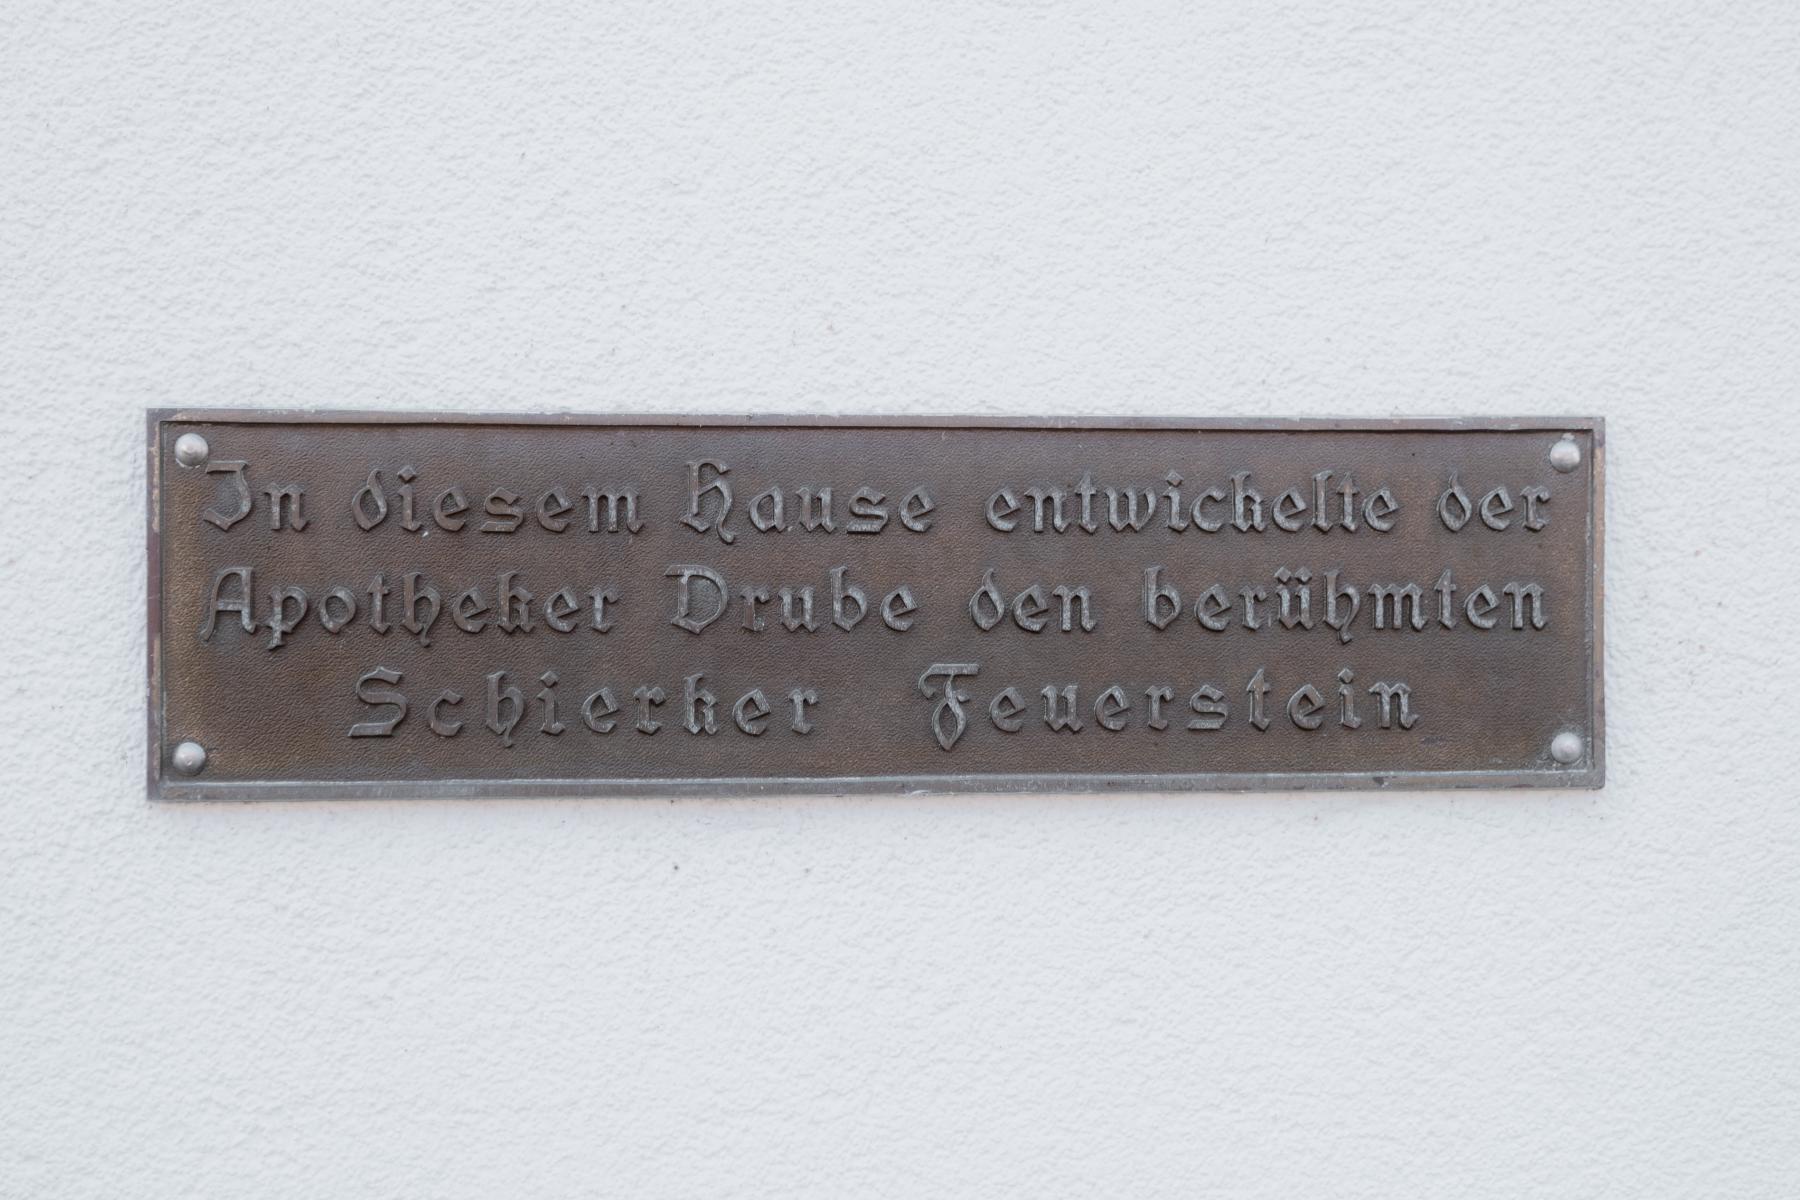 In diesem Hause entwickelte der
Apotheker Drube den berühmten
Schierker Feuerstein